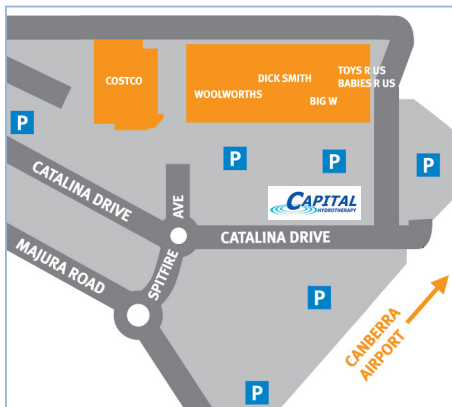 COSTCO
DICK SMITH
WOOLWORTHS
BIG W
TOYS R US
BABIES R US
P
P
P
P
CAPITAL
HYDROTHERAPY
CATALINA DRIVE
SPITFIRE AVE
CATALINA DRIVE
MAJURA ROAD
P
P
CANBERRA
AIRPORT